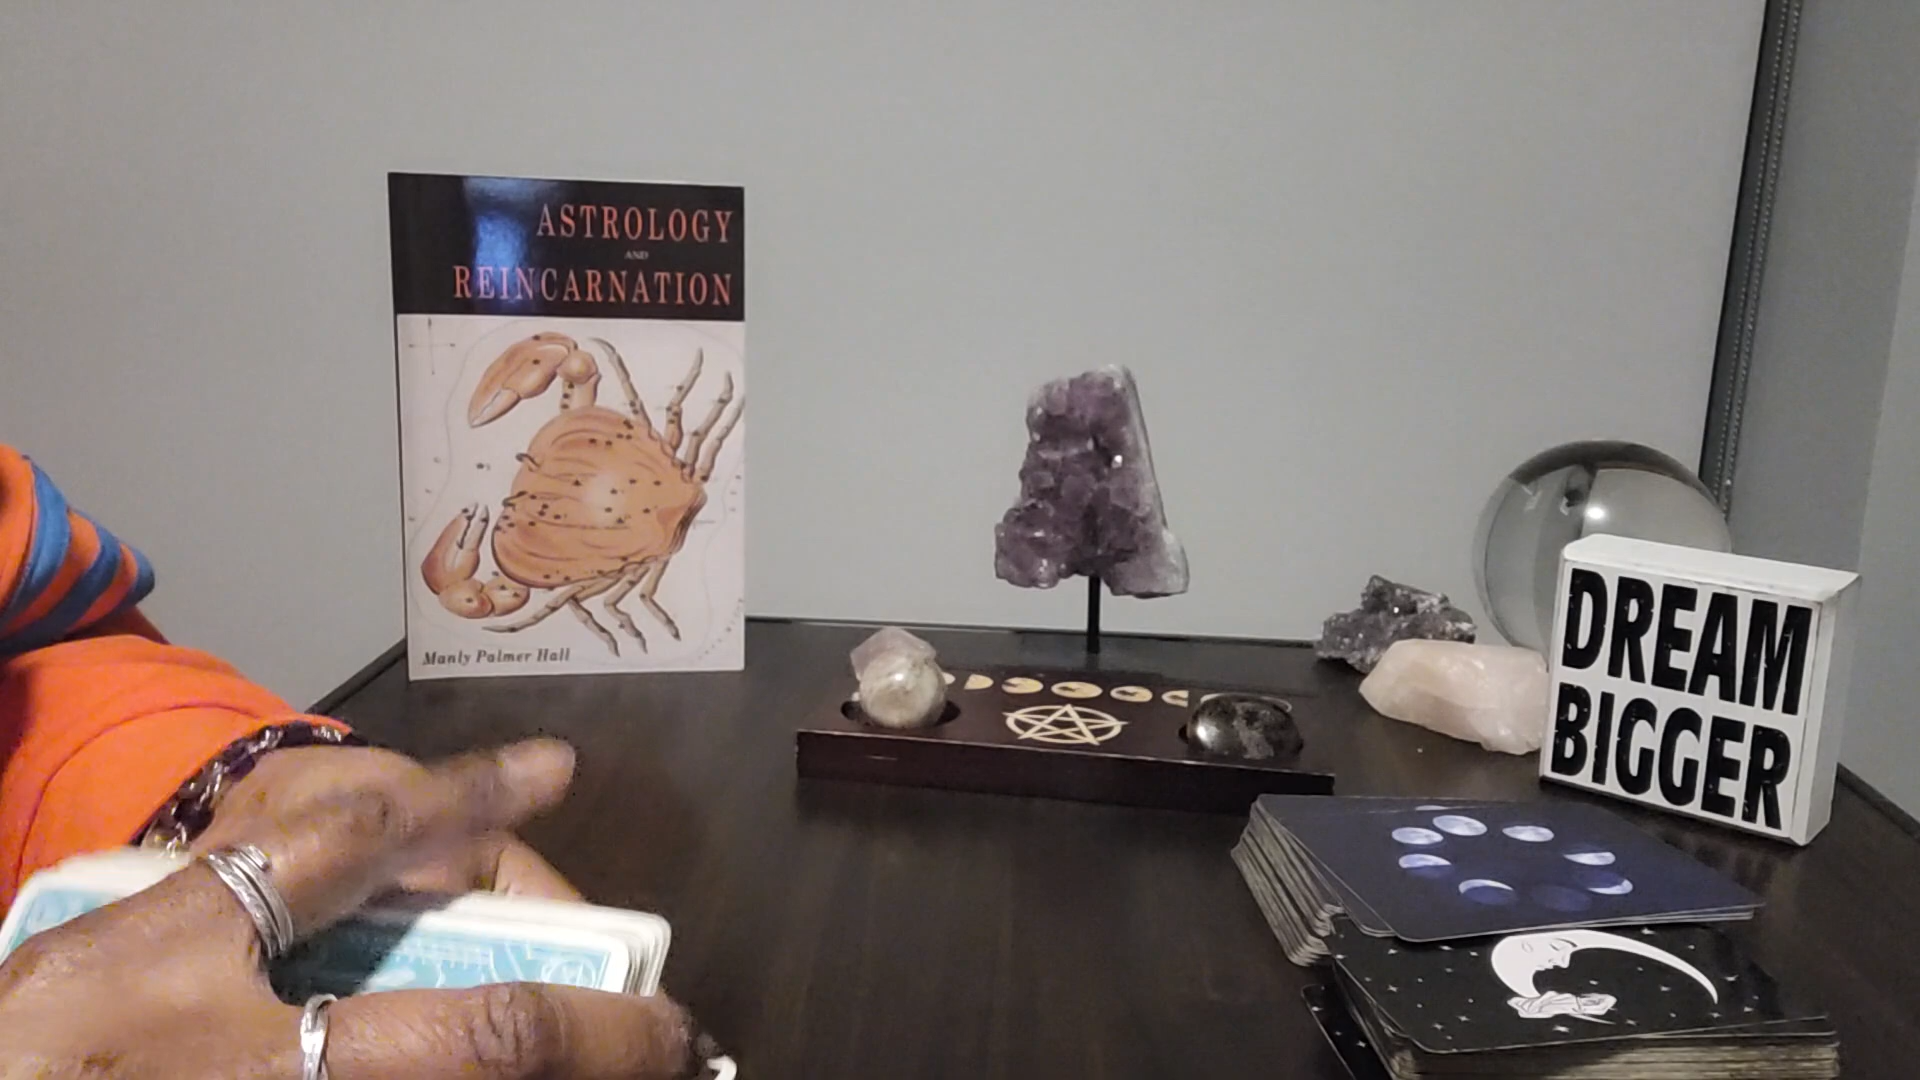 ASTROLOGY
AND
REINCARNATION
Manly Palmer Hall
DREAM
BIGGER